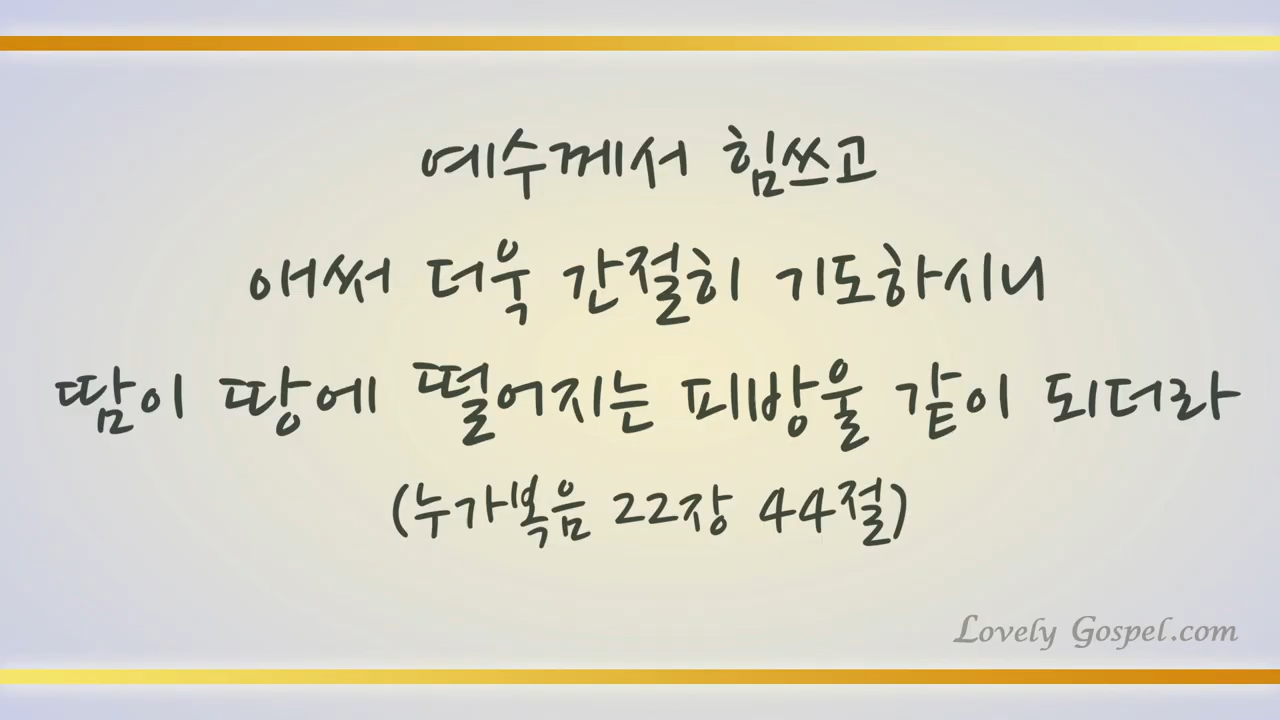 예수께서 힘쓰고
애써 더욱 간절히 기도하시니
땀이 땅에 떨어지는 피방울 같이 되더라
(누가복음 22장 44절)
Lovely Gospel.com